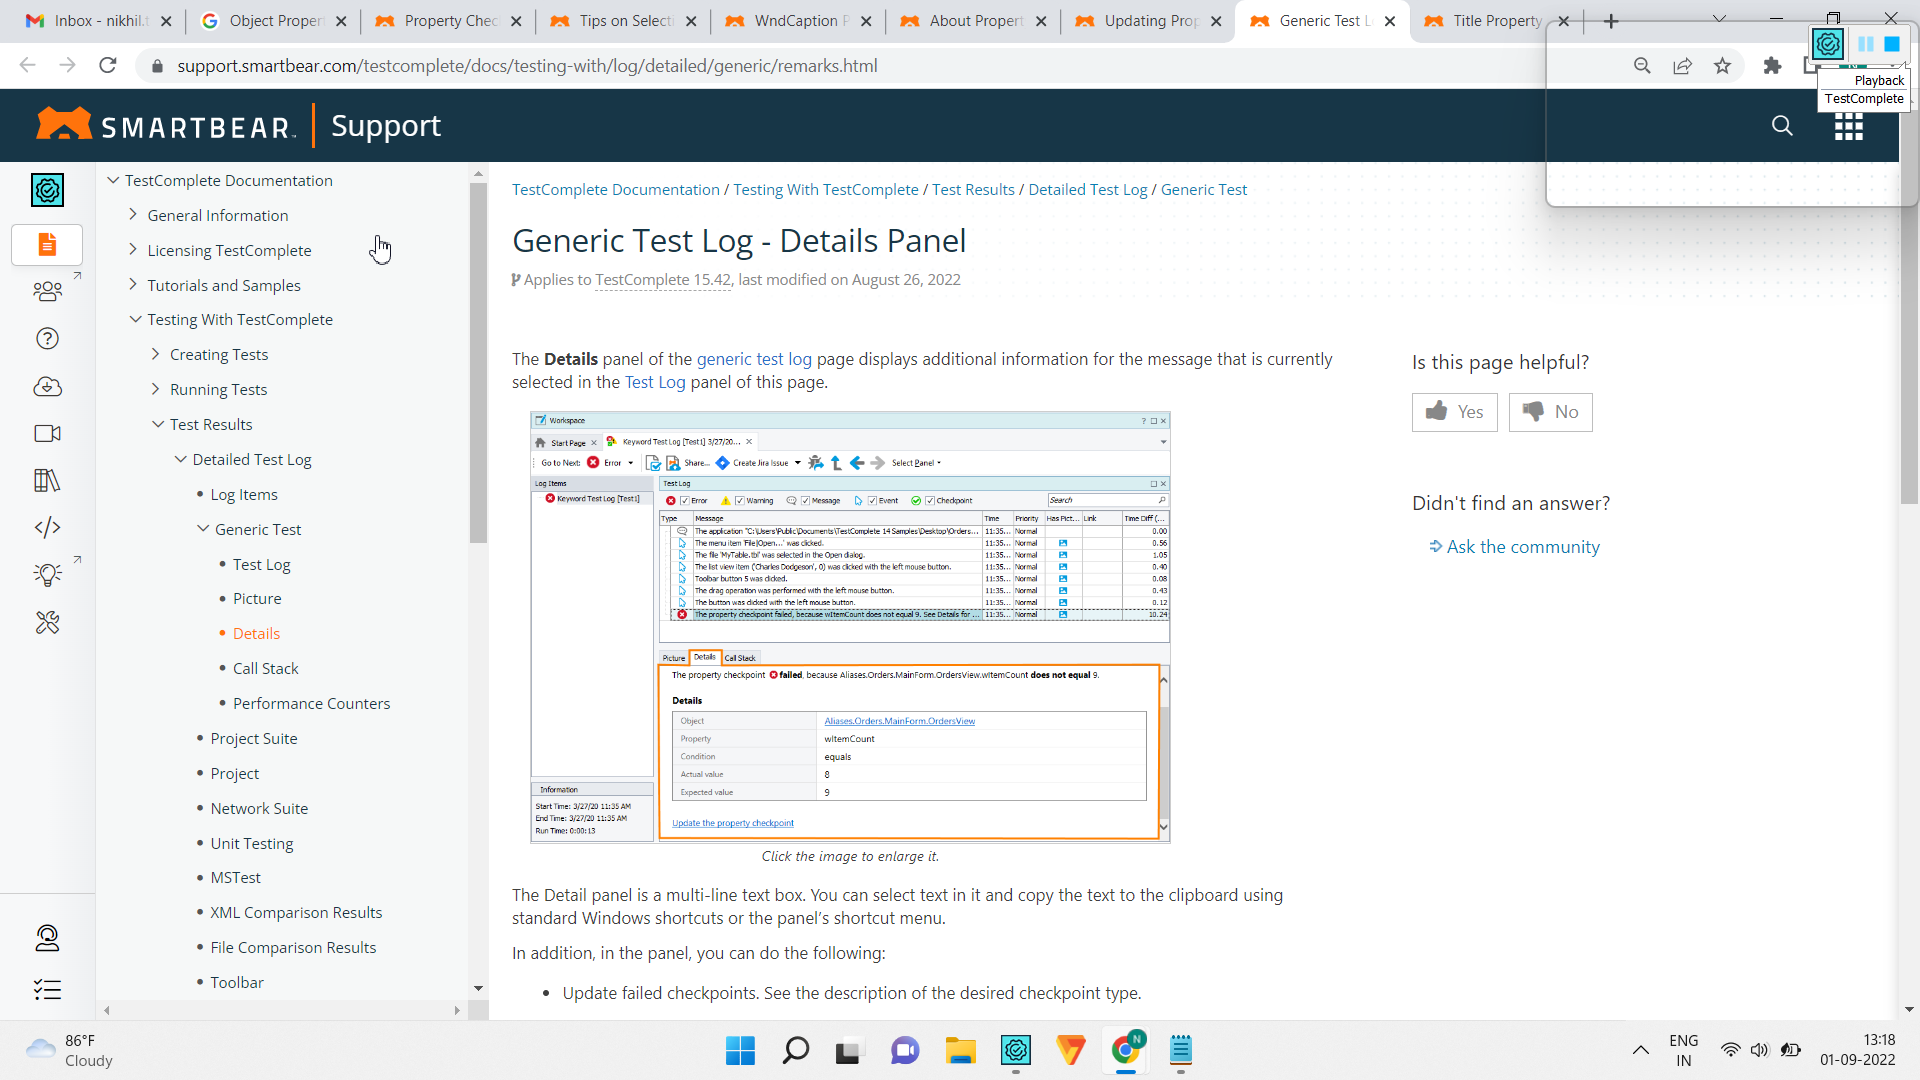 Inbox - nikhil.t
Object Proper
Property Chec
Tips on Selecti
WndCaption P
About Propert
Updating Prop
Generic Test L
Title Property
support.smartbear.com/testcomplete/docs/testing-with/log/detailed/generic/remarks.html
Playback
TestComplete
SMARTBEAR Support
TestComplete Documentation
General Information
Licensing TestComplete
Tutorials and Samples
Testing With TestComplete
Creating Tests
Running Tests
Test Results
Detailed Test Log
Log Items
Generic Test
Test Log
Picture
Details
Call Stack
Performance Counters
Project Suite
Project
Network Suite
Unit Testing
MSTest
XML Comparison Results
File Comparison Results
Toolbar
TestComplete Documentation / Testing With TestComplete / Test Results / Detailed Test Log / Generic Test
Generic Test Log - Details Panel
Applies to TestComplete 15.42, last modified on August 26, 2022
The Details panel of the generic test log page displays additional information for the message that is currently
selected in the Test Log panel of this page.
Workspace
Start Page
Keyword Test Log [Test1] 3/27/20...
Go to Next: Error Share... Create Jira Issue Select Panel
Log Items
Keyword Test Log [Test1]
Test Log
Error Warning Message Event Checkpoint Search
Type Message Time Priority Has Pict... Link Time Diff (...
The application "C:\Users\Public\Documents\TestComplete 14 Samples\Desktop\Orders... 11:35... Normal 0.00
The menu item 'File|Open...' was clicked. 11:35... Normal 0.56
The file 'MyTable.tbl' was selected in the Open dialog. 11:35... Normal 1.05
The list view item ('Charles Dodgeson', 0) was clicked with the left mouse button. 11:35... Normal 0.40
Toolbar button 5 was clicked. 11:35... Normal 0.08
The drag operation was performed with the left mouse button. 11:35... Normal 0.43
The button was clicked with the left mouse button. 11:35... Normal 0.12
The property checkpoint failed, because wItemCount does not equal 9. See Details for ... 11:35... Normal 10.24
Picture Details Call Stack
The property checkpoint failed, because Aliases.Orders.MainForm.OrdersView.wItemCount does not equal 9.
Details
Object Aliases.Orders.MainForm.OrdersView
Property wItemCount
Condition equals
Actual value 8
Expected value 9
Update the property checkpoint
Information
Start Time: 3/27/20 11:35 AM
End Time: 3/27/20 11:35 AM
Run Time: 0:00:13
Click the image to enlarge it.
The Detail panel is a multi-line text box. You can select text in it and copy the text to the clipboard using
standard Windows shortcuts or the panel's shortcut menu.
In addition, in the panel, you can do the following:
• Update failed checkpoints. See the description of the desired checkpoint type.
Is this page helpful?
Yes
No
Didn't find an answer?
Ask the community
86°F
Cloudy
N
ENG
IN
13:18
01-09-2022